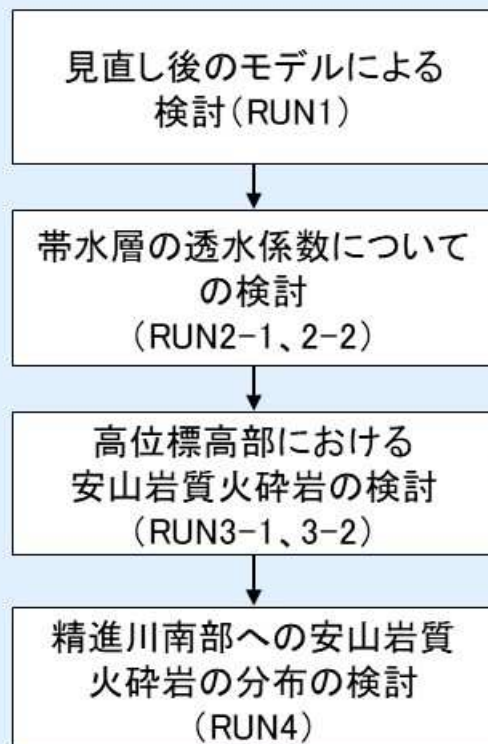 見直し後のモデルによる
検討(RUN1)
帯水層の透水係数について
の検討
(RUN2-1、2-2)
高位標高部における
安山岩質火砕岩の検討
(RUN3-1、3-2)
精進川南部への安山岩質
火砕岩の分布の検討
(RUN4)